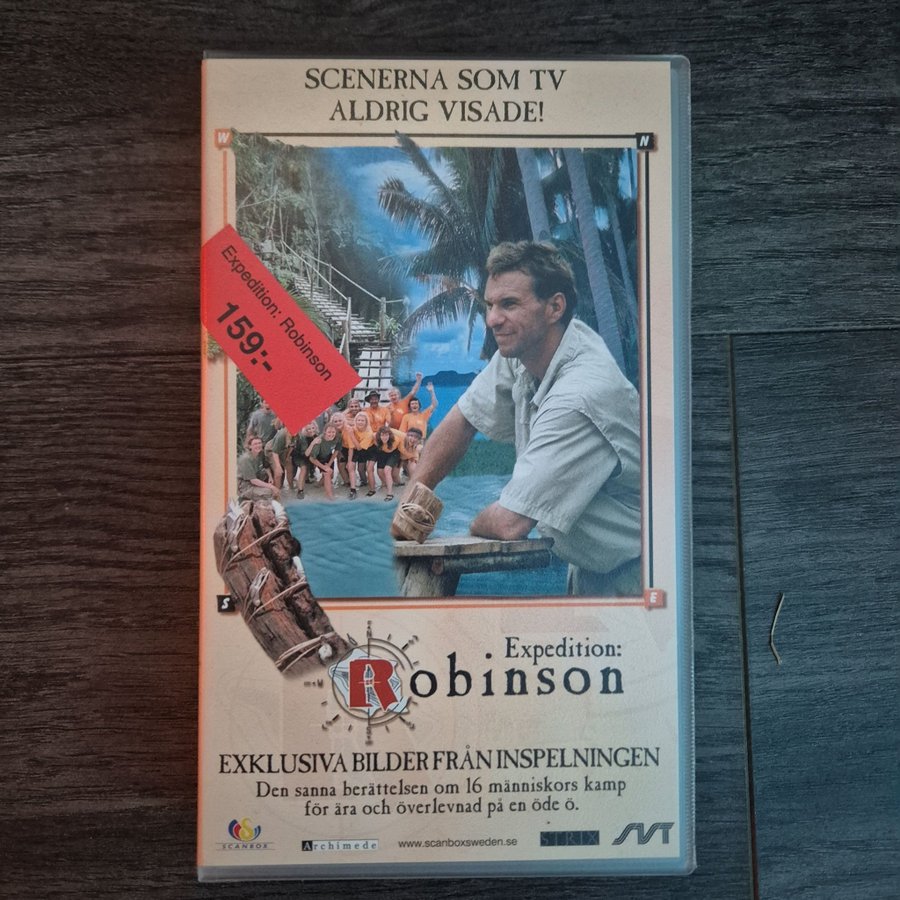 SCENERNA SOM TV
ALDRIG VISADE!
W
N
Expedition: Robinson
159:-
S
E
Expedition:
Robinson
EXKLUSIVA BILDER FRÅN INSPELNINGEN
Den sanna berättelsen om 16 människors kamp
för ära och överlevnad på en öde ö.
SCANBOX
Archimede
www.scanboxsweden.se
STRIX
SVT